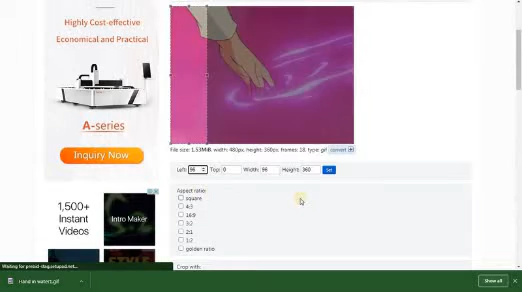 Highly Cost-effective
Economical and Practical
A-series
Inquiry Now
1,500+
Instant
Videos
Intro Maker
File size: 1.53MiB, width: 480px, height: 360px, frames: 18, type: gif
convert
Left: 96 Top: 0 Width: 96 Height: 360 Set
Aspect ratio:
square
4:3
16:9
3:2
2:1
1:2
golden ratio
Crop with:
Hand in water5.gif
Show all